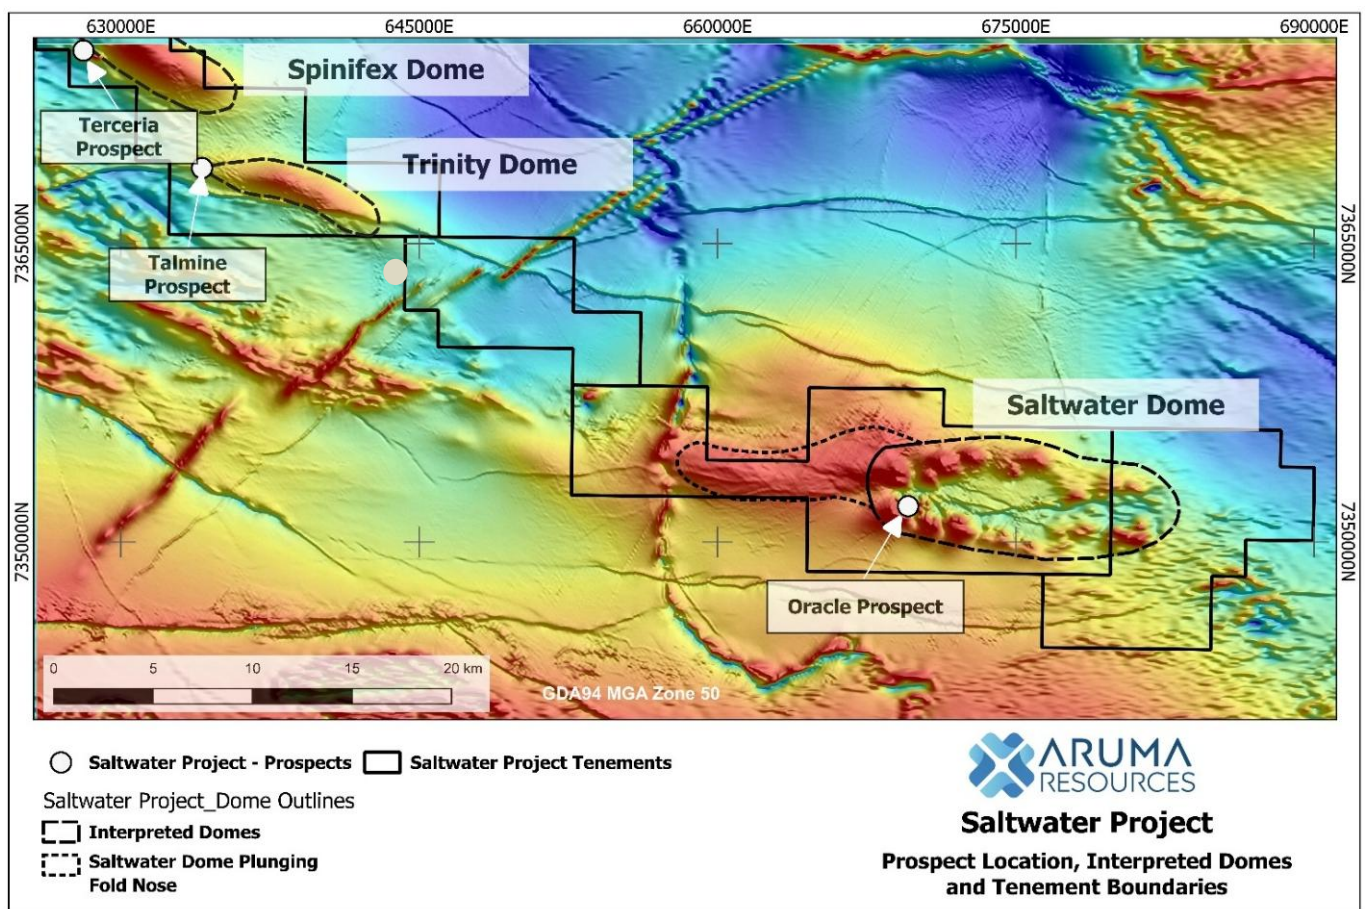 630000E
645000E
660000E
675000E
690000E
Spinifex Dome
Terceria
Prospect
Trinity Dome
7365000N
7365000N
Talmine
Prospect
Saltwater Dome
7350000N
7350000N
Oracle Prospect
0
5
10
15
20 km
GDA94 MGA Zone 50
Saltwater Project - Prospects
Saltwater Project Tenements
Saltwater Project_Dome Outlines
Interpreted Domes
Saltwater Dome Plunging
Fold Nose
ARUMA
RESOURCES
Saltwater Project
Prospect Location, Interpreted Domes
and Tenement Boundaries